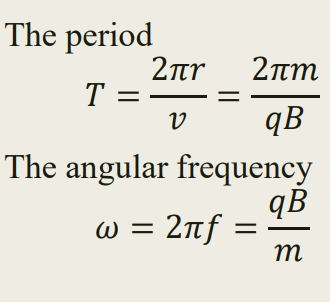 The period
T = 2πr/v = 2πm/qB
The angular frequency
ω = 2πf = qB/m